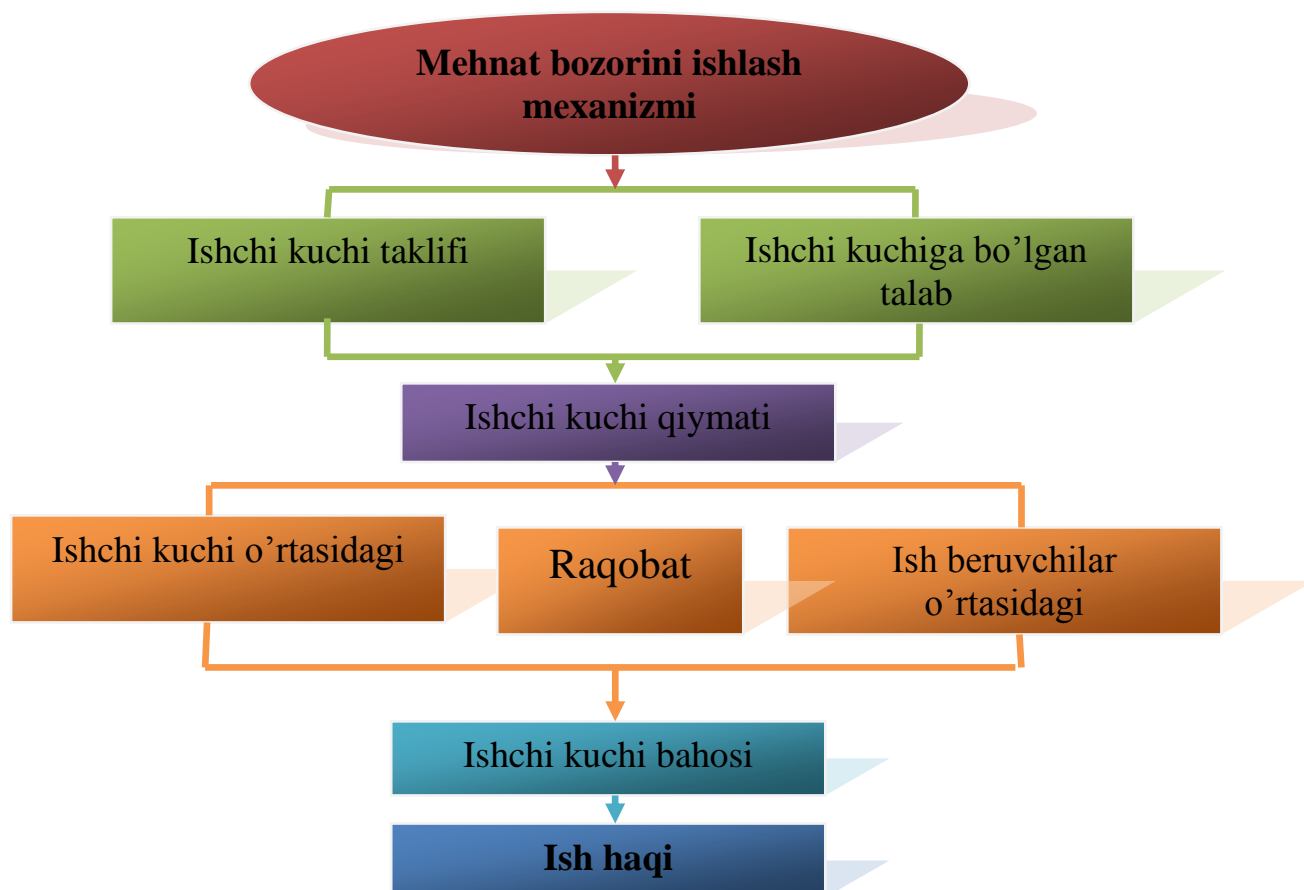 Mehnat bozorini ishlash
mexanizmi
Ishchi kuchi taklifi
Ishchi kuchiga bo’lgan
talab
Ishchi kuchi qiymati
Ishchi kuchi o’rtasidagi
Raqobat
Ish beruvchilar
o’rtasidagi
Ishchi kuchi bahosi
Ish haqi